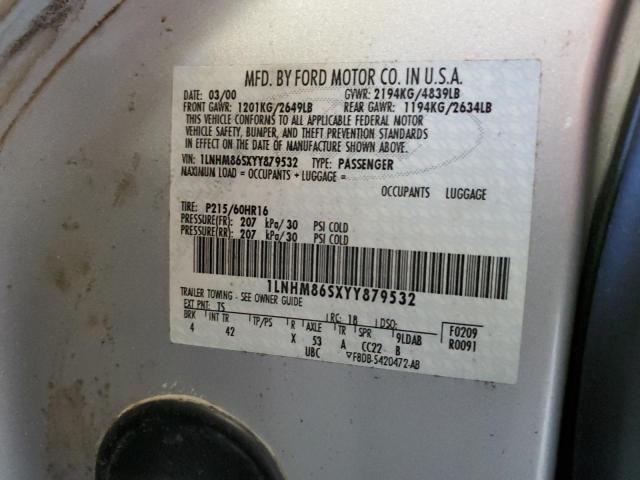 MFD. BY FORD MOTOR CO. IN U.S.A.
DATE: 03/00 GVWR: 2194KG/4839LB
FRONT GAWR: 1201KG/2649LB REAR GAWR: 1194KG/2634LB
THIS VEHICLE CONFORMS TO ALL APPLICABLE FEDERAL MOTOR
VEHICLE SAFETY, BUMPER, AND THEFT PREVENTION STANDARDS
IN EFFECT ON THE DATE OF MANUFACTURE SHOWN ABOVE.
VIN: 1LNHM86SXYY879532 TYPE: PASSENGER
MAXIMUM LOAD = OCCUPANTS + LUGGAGE =
OCCUPANTS LUGGAGE
TIRE: P215/60HR16
PRESSURE(FR): 207 kPa/30 PSI COLD
PRESSURE(RR): 207 kPa/30 PSI COLD
1LNHM86SXYY879532
TRAILER TOWING - SEE OWNER GUIDE
EXT PNT: TS RC: 18 DSO: F0209
BRK INT TR TP/PS R AXLE TR SPR 9LDAB R0091
4 42 X 53 A CC22 B
UBC ▽F8DB-5420472-AB